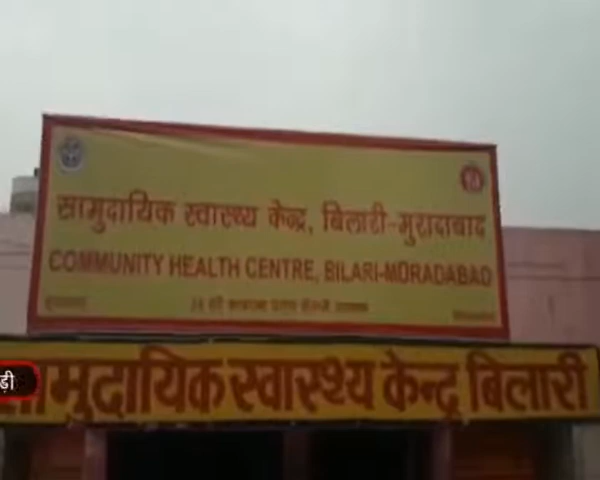 सामुदायिक स्वास्थ्य केन्द्र, बिलारी-मुरादाबाद
COMMUNITY HEALTH CENTRE, BILARI-MORADABAD
सामुदायिक स्वास्थ्य केन्द्र बिलारी
ड़ी